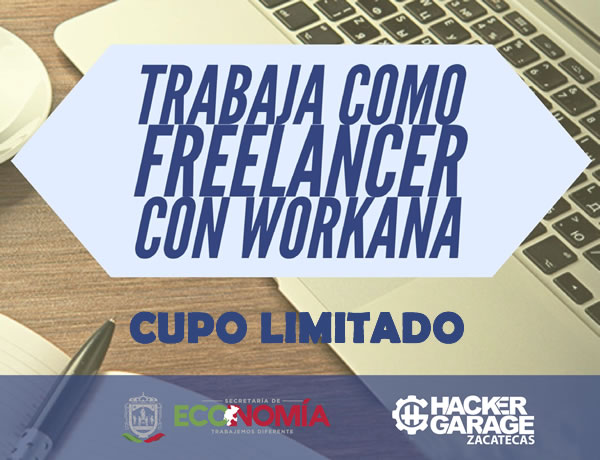 TRABAJA COMO
FREELANCER
CON WORKANA
CUPO LIMITADO
SECRETARÍA DE
ECONOMÍA
TRABAJEMOS DIFERENTE
HACKER
GARAGE
ZACATECAS